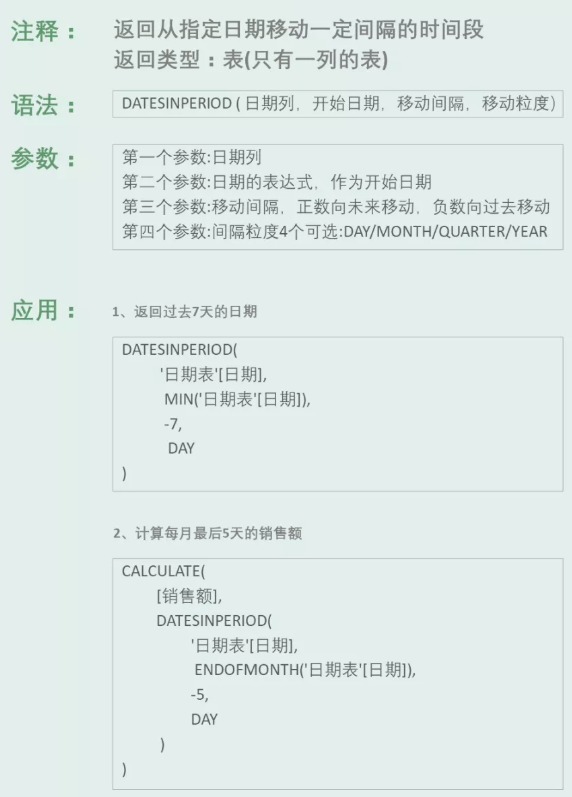 注释：
返回从指定日期移动一定间隔的时间段
返回类型：表(只有一列的表)
语法：
DATESINPERIOD ( 日期列，开始日期，移动间隔，移动粒度)
参数：
第一个参数:日期列
第二个参数:日期的表达式，作为开始日期
第三个参数:移动间隔，正数向未来移动，负数向过去移动
第四个参数:间隔粒度4个可选:DAY/MONTH/QUARTER/YEAR
应用：
1、返回过去7天的日期
DATESINPERIOD(
'日期表'[日期],
MIN('日期表'[日期]),
-7,
DAY
)
2、计算每月最后5天的销售额
CALCULATE(
[销售额],
DATESINPERIOD(
'日期表'[日期],
ENDOFMONTH('日期表'[日期]),
-5,
DAY
)
)